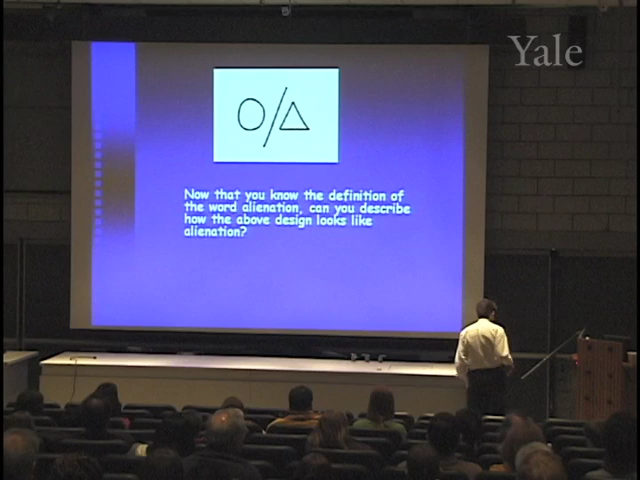 Yale
Now that you know the definition of
the word alienation, can you describe
how the above design looks like
alienation?